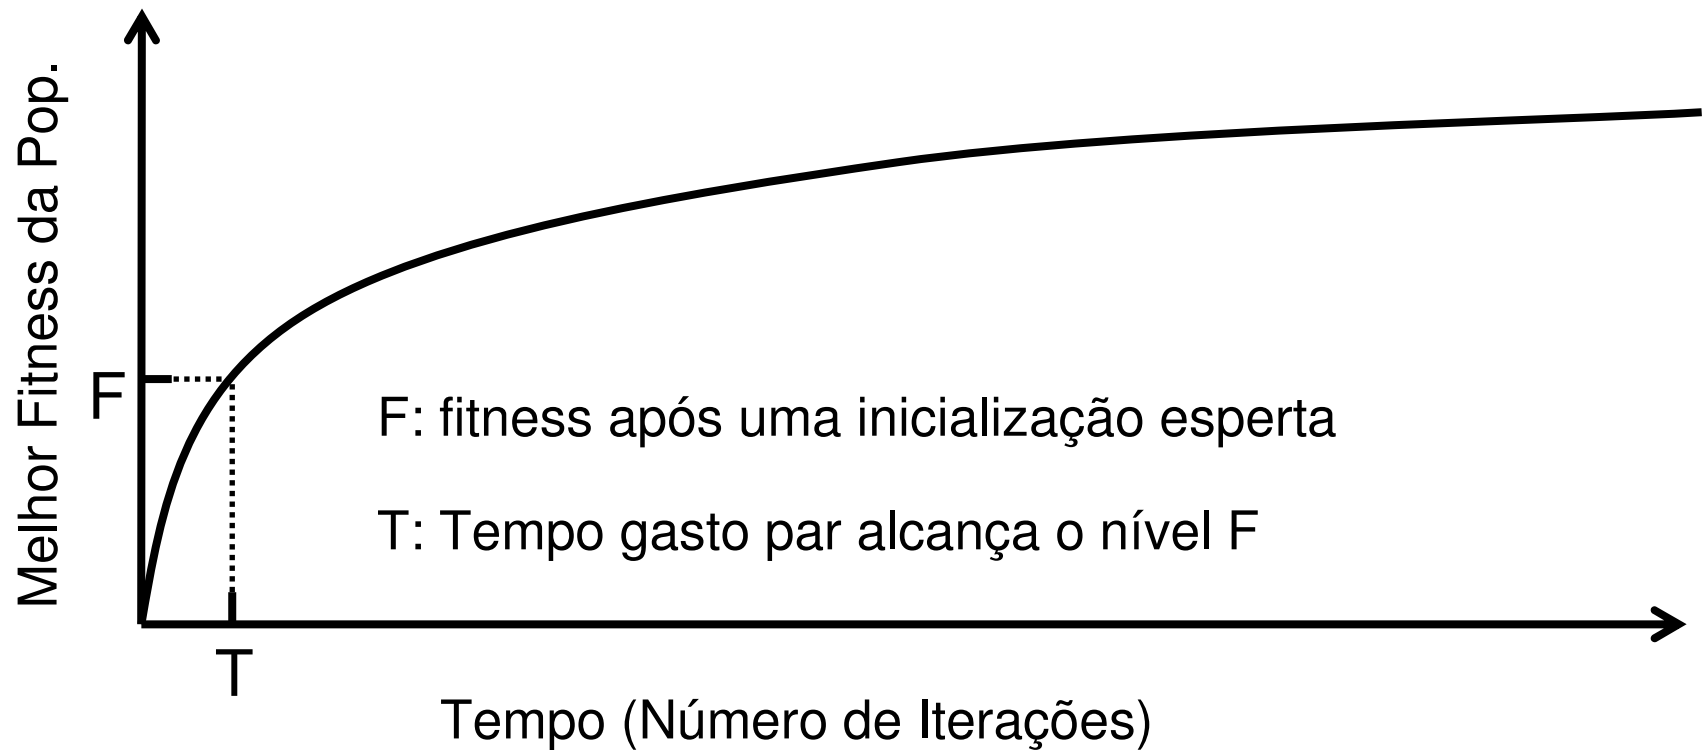 Melhor Fitness da Pop.
F
F: fitness após uma inicialização esperta
T: Tempo gasto par alcança o nível F
T
Tempo (Número de Iterações)